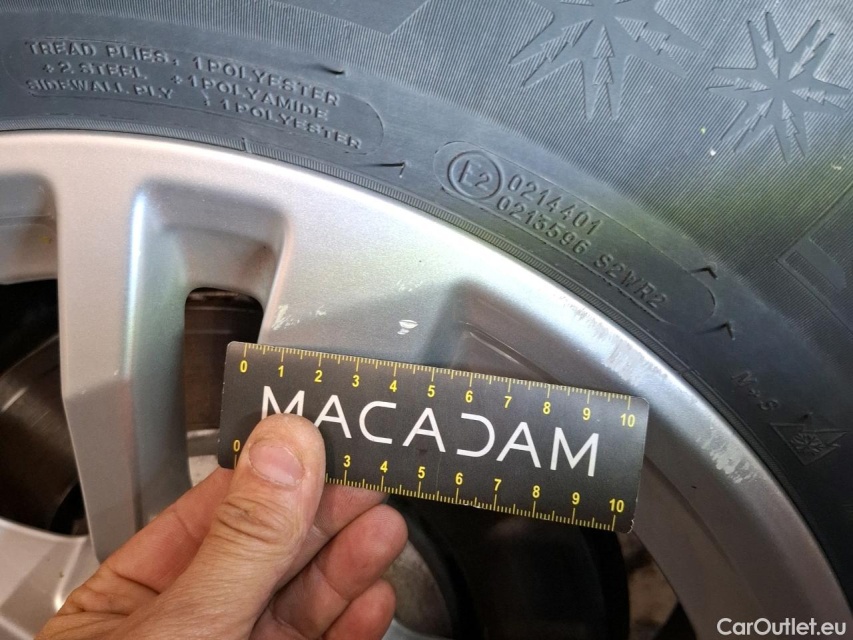 TREAD PLIES: 1 POLYESTER
+ 2 STEEL + 1 POLYAMIDE
SIDEWALL PLY : 1 POLYESTER
E2 0214401
0213596 S2WR2
0 1 2 3 4 5 6 7 8 9 10
MACADAM
0 3 4 5 6 7 8 9 10
M+S
CarOutlet.eu